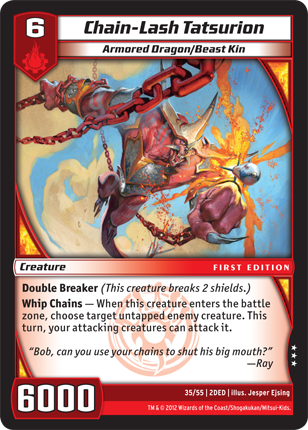 6
Chain-Lash Tatsurion
Armored Dragon/Beast Kin
Creature
FIRST EDITION
Double Breaker (This creature breaks 2 shields.)
Whip Chains — When this creature enters the battle
zone, choose target untapped enemy creature. This
turn, your attacking creatures can attack it.
“Bob, can you use your chains to shut his big mouth?”
—Ray
6000
35/55 | 2DED | illus. Jesper Ejsing
TM & © 2012 Wizards of the Coast/Shogakukan/Mitsui-Kids.